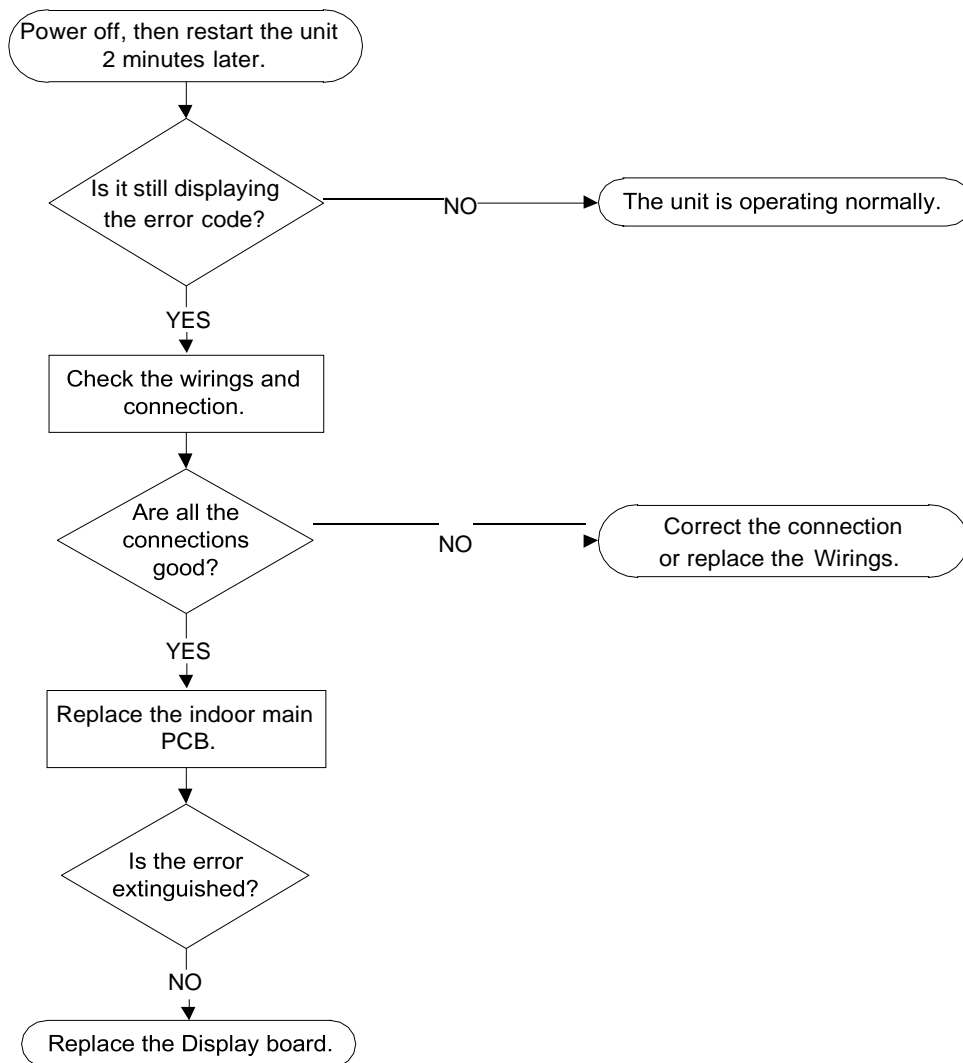 Power off, then restart the unit
2 minutes later.
Is it still displaying
the error code?
NO
The unit is operating normally.
YES
Check the wirings and
connection.
Are all the
connections
good?
NO
Correct the connection
or replace the Wirings.
YES
Replace the indoor main
PCB.
Is the error
extinguished?
NO
Replace the Display board.